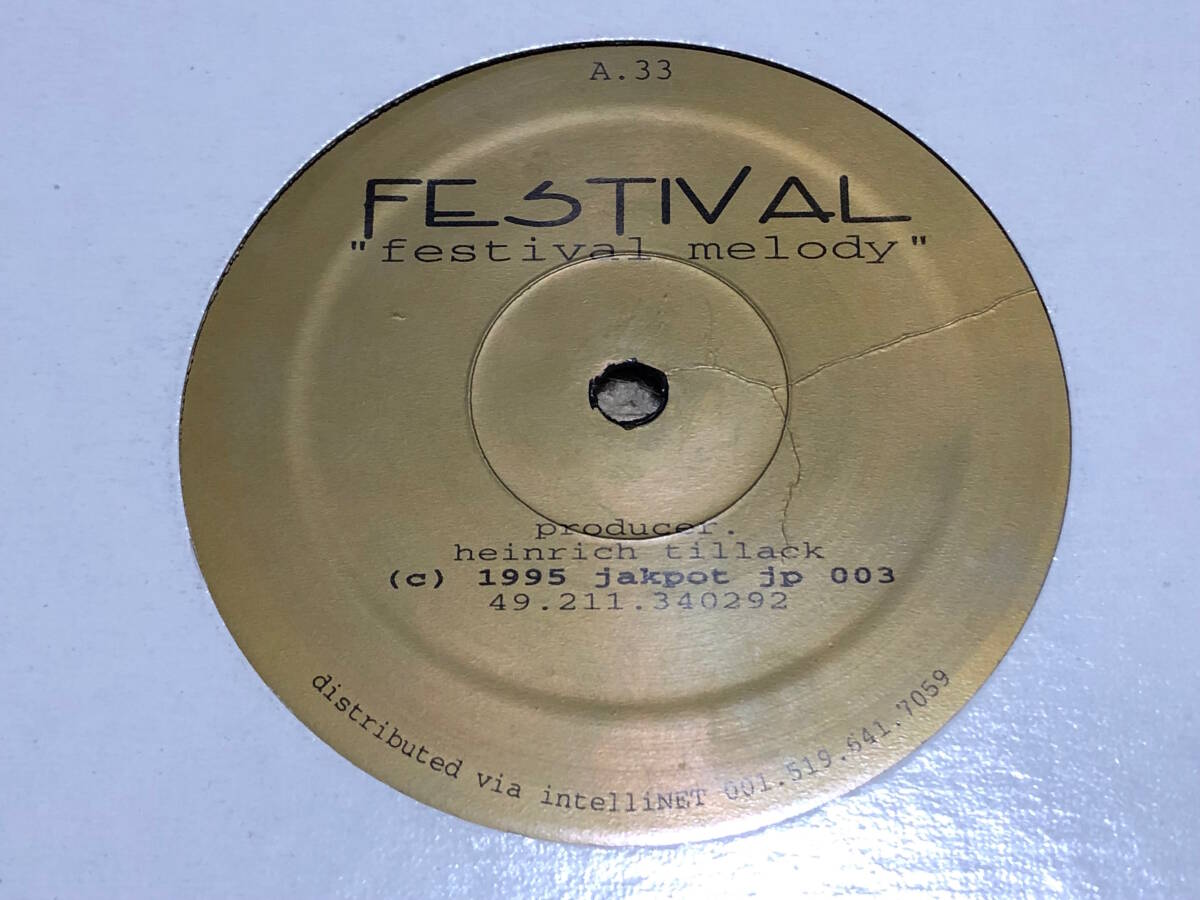 A.33
FESTIVAL
"festival melody"
producer.
heinrich tillack
(c) 1995 jakpot jp 003
49.211.340292
distributed via intelliNET 001.519.641.7059